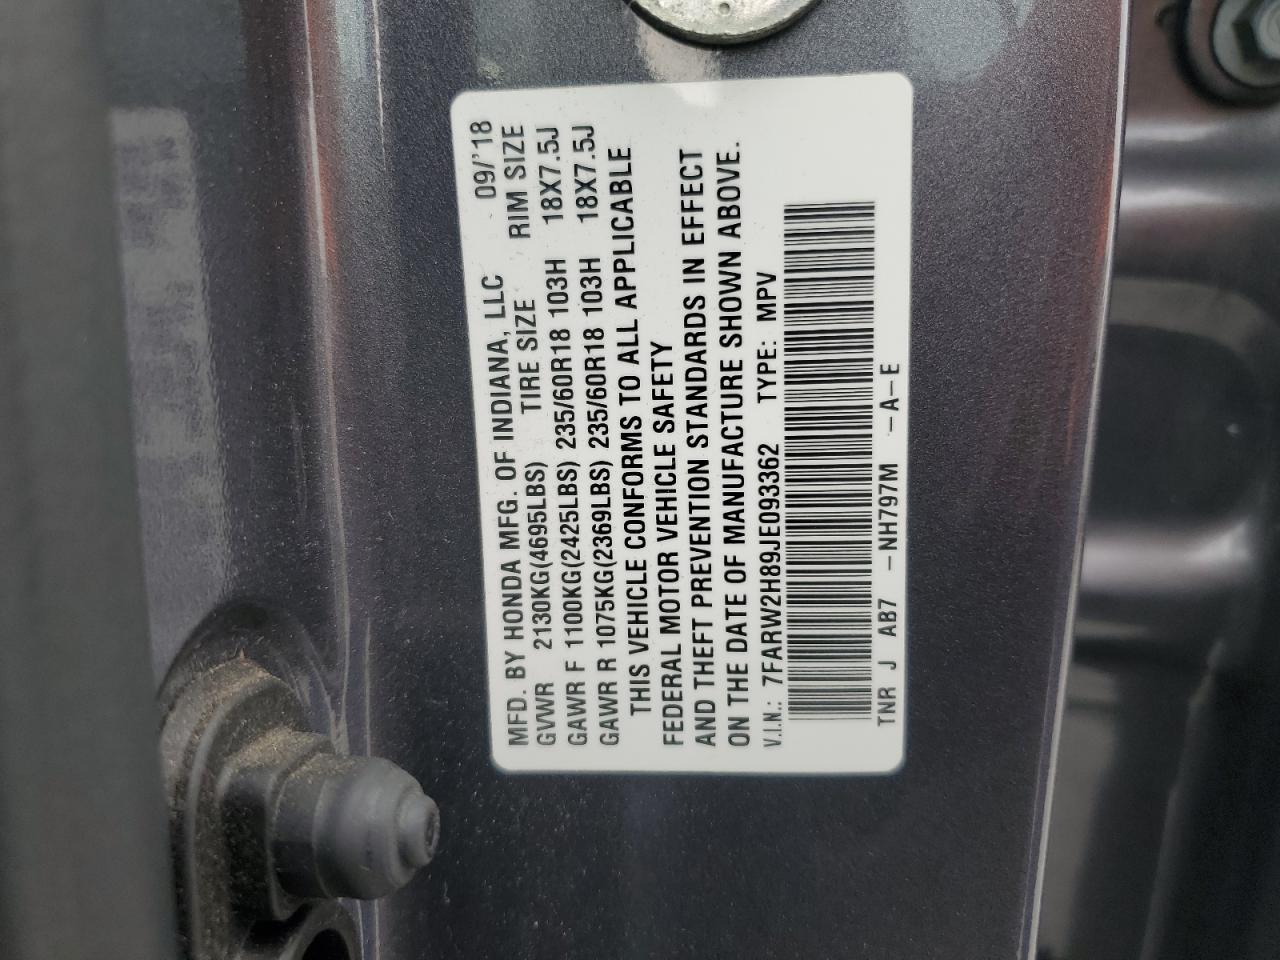 MFD. BY HONDA MFG. OF INDIANA, LLC 09/'18
GVWR 2130KG(4695LBS) TIRE SIZE RIM SIZE
GAWR F 1100KG(2425LBS) 235/60R18 103H 18X7.5J
GAWR R 1075KG(2369LBS) 235/60R18 103H 18X7.5J
THIS VEHICLE CONFORMS TO ALL APPLICABLE
FEDERAL MOTOR VEHICLE SAFETY
AND THEFT PREVENTION STANDARDS IN EFFECT
ON THE DATE OF MANUFACTURE SHOWN ABOVE.
V.I.N.: 7FARW2H89JE093362 TYPE: MPV
TNR J AB7 -NH797M -A-E